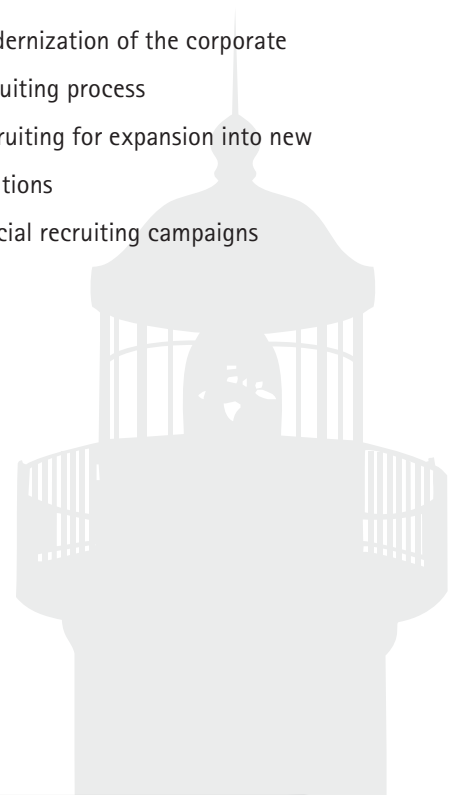 dernization of the corporate
uiting process
ruiting for expansion into new
tions
cial recruiting campaigns